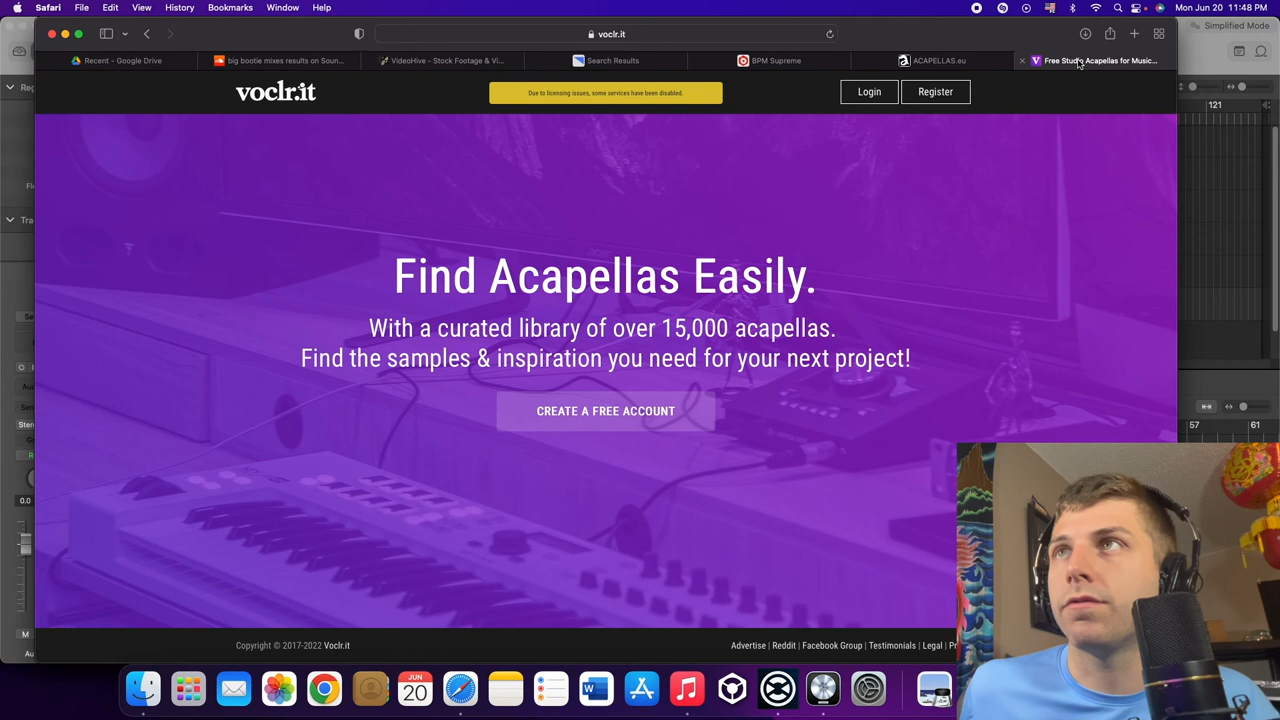 Safari File Edit View History Bookmarks Window Help Mon Jun 20 11:48 PM
Simplified Mode
voclr.it
Recent - Google Drive
big bootie mixes results on Soun...
VideoHive - Stock Footage & Vi...
Search Results
BPM Supreme
ACAPELLAS.eu
Free Studio Acapellas for Music...
voclr.it
Due to licensing issues, some services have been disabled.
Login
Register
121
Find Acapellas Easily.
With a curated library of over 15,000 acapellas.
Find the samples & inspiration you need for your next project!
CREATE A FREE ACCOUNT
57
61
Stere
0.0
M
Copyright © 2017-2022 Voclr.it
Advertise | Reddit | Facebook Group | Testimonials | Legal |
JUN
20